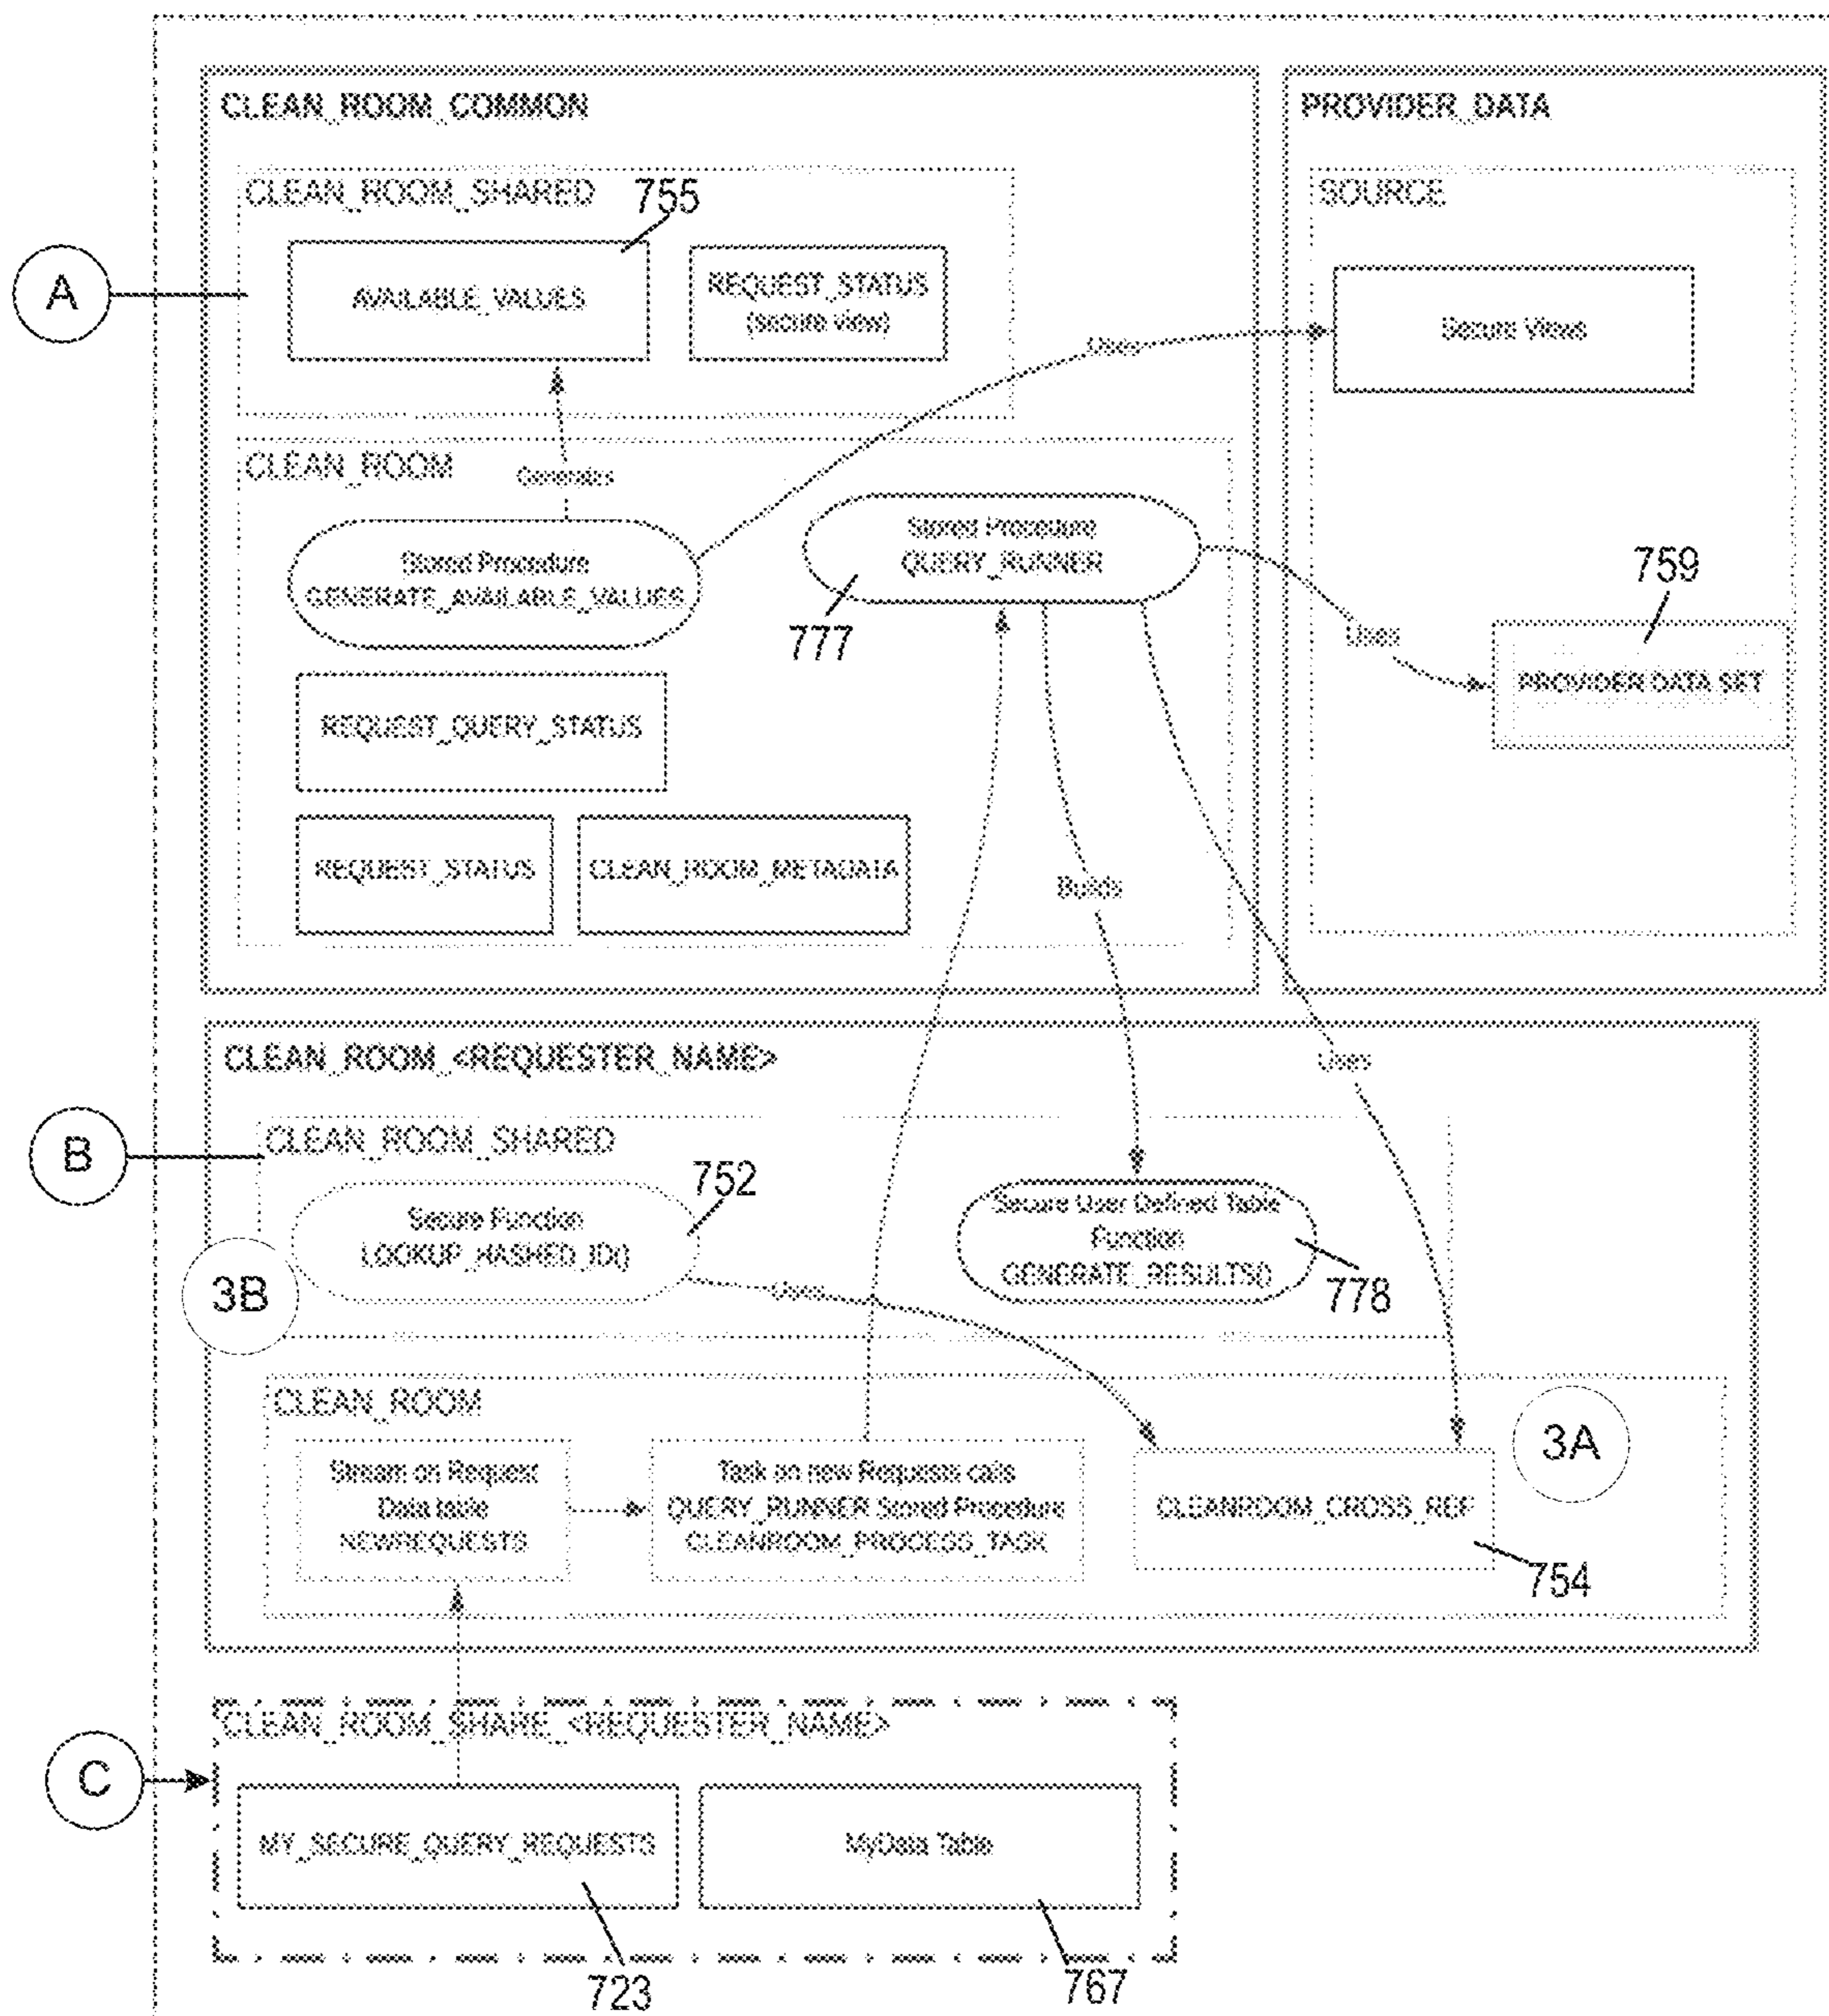 CLEAN_ROOM_COMMON
PROVIDER_DATA
CLEAN_ROOM_SHARED
755
SOURCE
A
AVAILABLE_VALUES
REQUEST_STATUS
(secure view)
Uses
Secure Views
CLEAN_ROOM
Generates
Stored Procedure
GENERATE_AVAILABLE_VALUES
Stored Procedure
QUERY_RUNNER
777
759
Uses
PROVIDER DATA SET
REQUEST_QUERY_STATUS
REQUEST_STATUS
CLEAN_ROOM_METADATA
Builds
CLEAN_ROOM_<REQUESTER_NAME>
Uses
B
CLEAN_ROOM_SHARED
752
Secure Function
LOOKUP_HASHED_ID()
Secure User Defined Table
Function
GENERATE_RESULTS()
3B
Uses
778
CLEAN_ROOM
3A
Stream on Request
Data table
NEWREQUESTS
Task on new Requests calls
QUERY_RUNNER Stored Procedure
CLEANROOM_PROCESS_TASK
CLEANROOM_CROSS_REF
754
CLEAN_ROOM_SHARE_<REQUESTER_NAME>
C
MY_SECURE_QUERY_REQUESTS
MyData Table
723
767